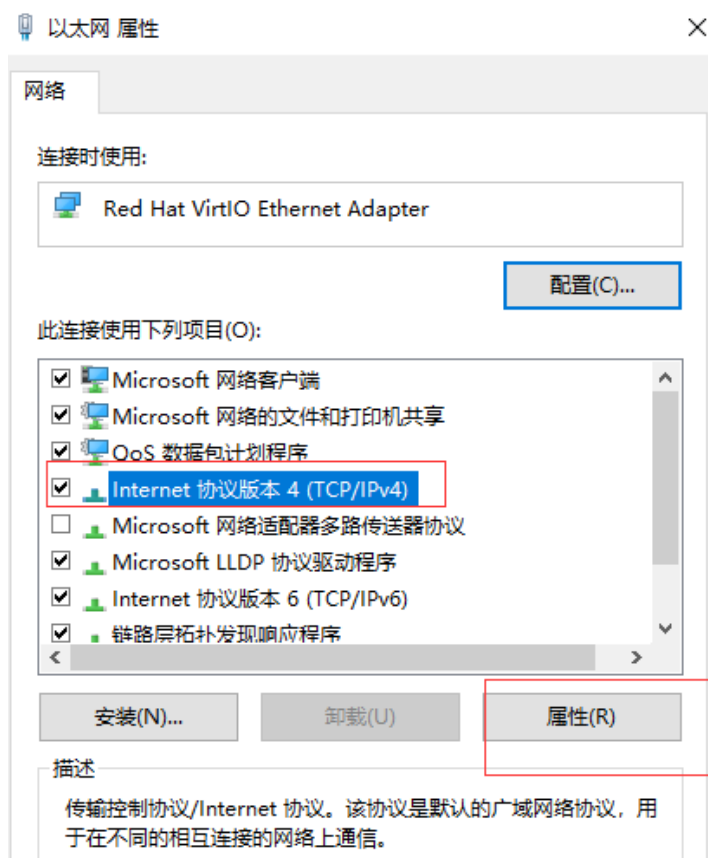 以太网 属性
网络
连接时使用:
Red Hat VirtIO Ethernet Adapter
配置(C)...
此连接使用下列项目(O):
Microsoft 网络客户端
Microsoft 网络的文件和打印机共享
QoS 数据包计划程序
Internet 协议版本 4 (TCP/IPv4)
Microsoft 网络适配器多路传送器协议
Microsoft LLDP 协议驱动程序
Internet 协议版本 6 (TCP/IPv6)
链路层拓扑发现响应程序
安装(N)... 卸载(U) 属性(R)
描述
传输控制协议/Internet 协议。该协议是默认的广域网络协议，用
于在不同的相互连接的网络上通信。